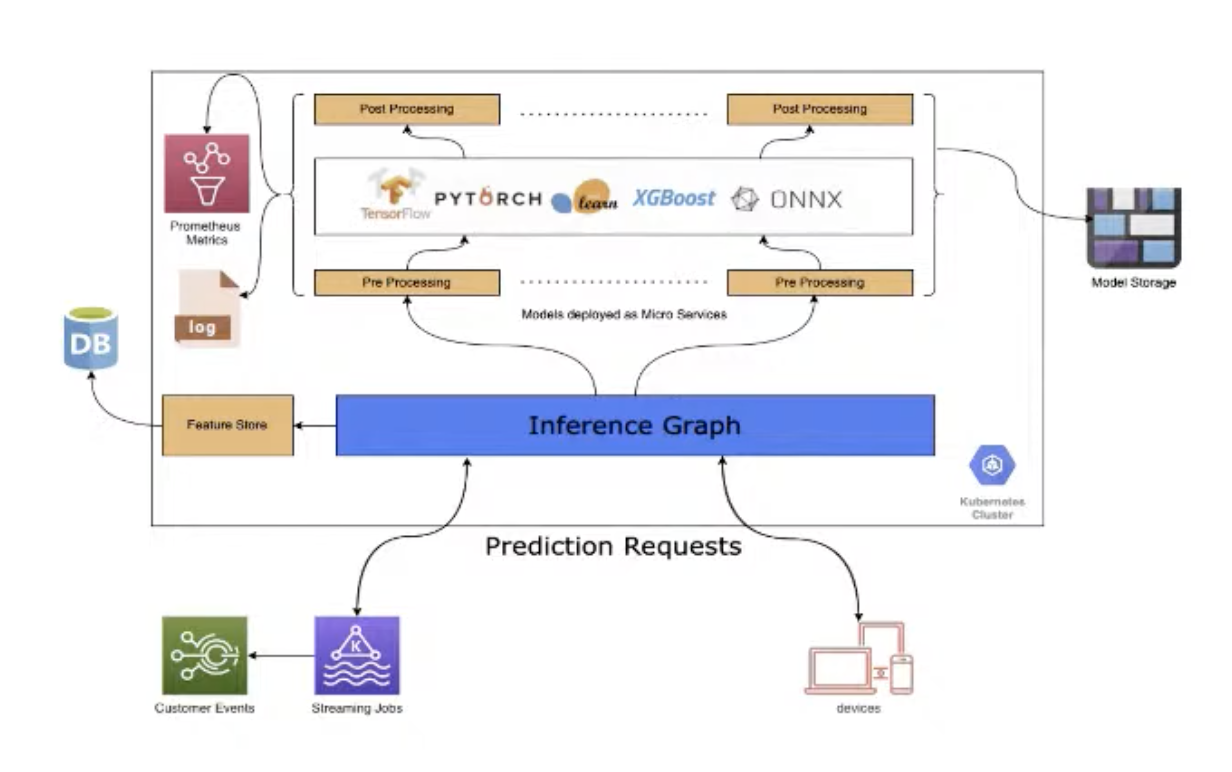 Post Processing
Post Processing
TensorFlow
PYTORCH
learn
XGBoost
ONNX
Prometheus
Metrics
Pre Processing
Pre Processing
Model Storage
Models deployed as Micro Services
log
DB
Feature Store
Inference Graph
Kubernetes
Cluster
Prediction Requests
K
Customer Events
Streaming Jobs
devices